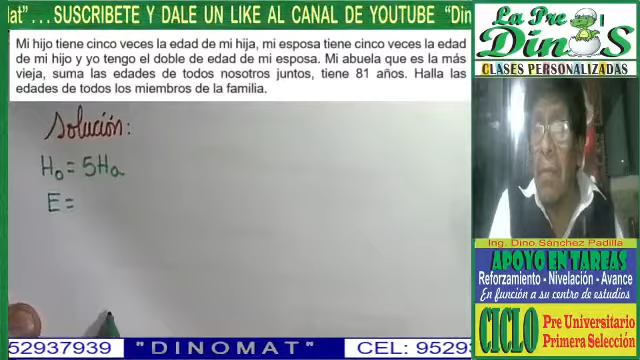 lat"...SUSCRIBETE Y DALE UN LIKE AL CANAL DE YOUTUBE "Din
Mi hijo tiene cinco veces la edad de mi hija, mi esposa tiene cinco veces la edad
de mi hijo y yo tengo el doble de edad de mi esposa. Mi abuela que es la más
vieja, suma las edades de todos nosotros juntos, tiene 81 años. Halla las
edades de todos los miembros de la familia.
Solución:
Ho = 5Ha
E =
La Pre
DinoS
CLASES PERSONALIZADAS
Ing. Dino Sánchez Padilla
APOYO EN TAREAS
Reforzamiento - Nivelación - Avance
En función a su centro de estudios
CICLO
Pre Universitario
Primera Selección
52937939 "DINOMAT" CEL: 9529